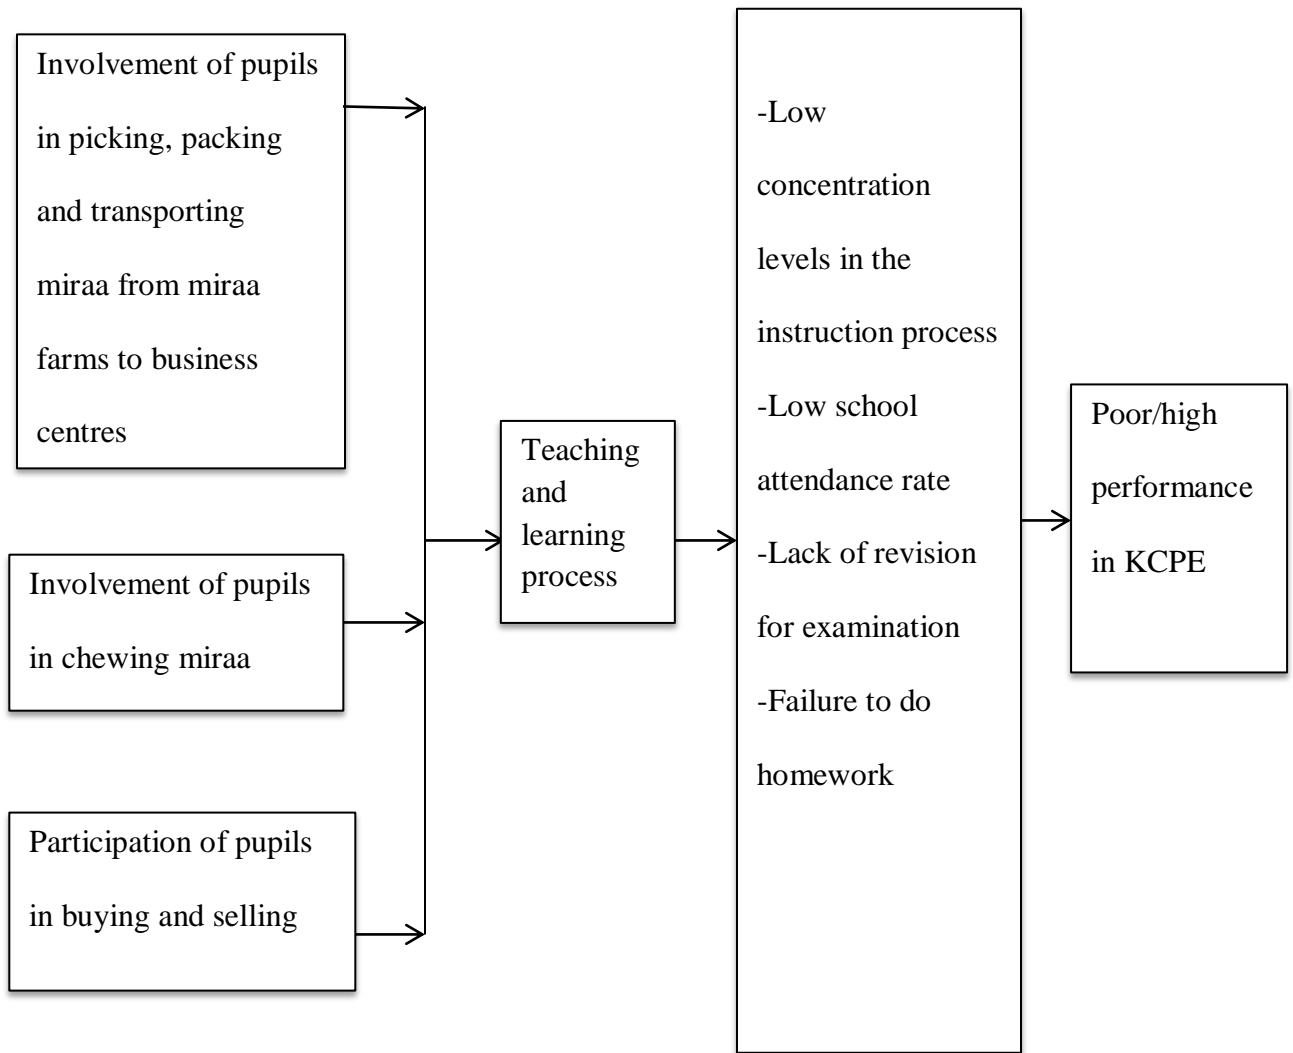 Involvement of pupils
in picking, packing
and transporting
miraa from miraa
farms to business
centres
Involvement of pupils
in chewing miraa
Participation of pupils
in buying and selling
Teaching
and
learning
process
-Low
concentration
levels in the
instruction process
-Low school
attendance rate
-Lack of revision
for examination
-Failure to do
homework
Poor/high
performance
in KCPE